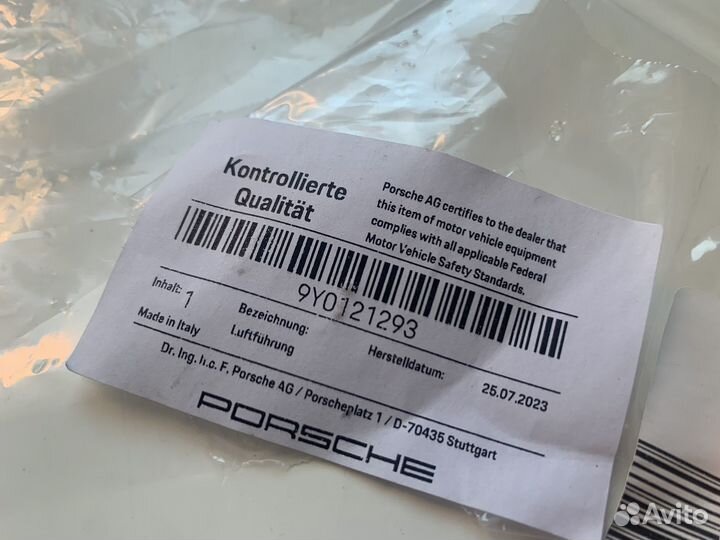 Kontrollierte
Qualität
Porsche AG certifies to the dealer that
this item of motor vehicle equipment
complies with all applicable Federal
Motor Vehicle Safety Standards.
9Y0121293
Inhalt: 1
Made in Italy
Bezeichnung:
Luftführung
Herstelldatum:
25.07.2023
Dr. Ing. h.c. F. Porsche AG / Porscheplatz 1 / D-70435 Stuttgart
PORSCHE
Avito